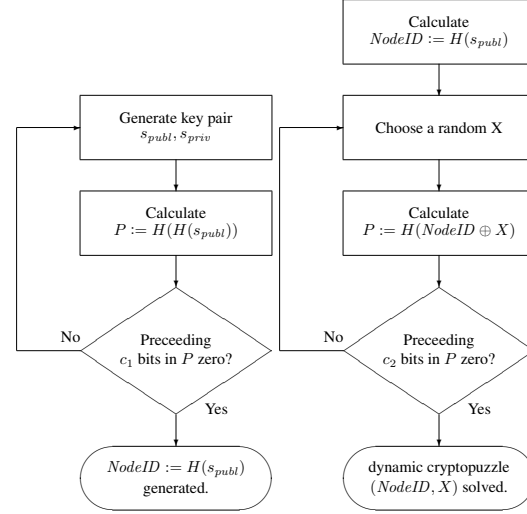 Generate key pair
s_publ, s_priv
Calculate
P := H(H(s_publ))
No
Preceeding
c_1 bits in P zero?
Yes
NodeID := H(s_publ)
generated.
Calculate
NodeID := H(s_publ)
Choose a random X
Calculate
P := H(NodeID ⊕ X)
No
Preceeding
c_2 bits in P zero?
Yes
dynamic cryptopuzzle
(NodeID, X) solved.